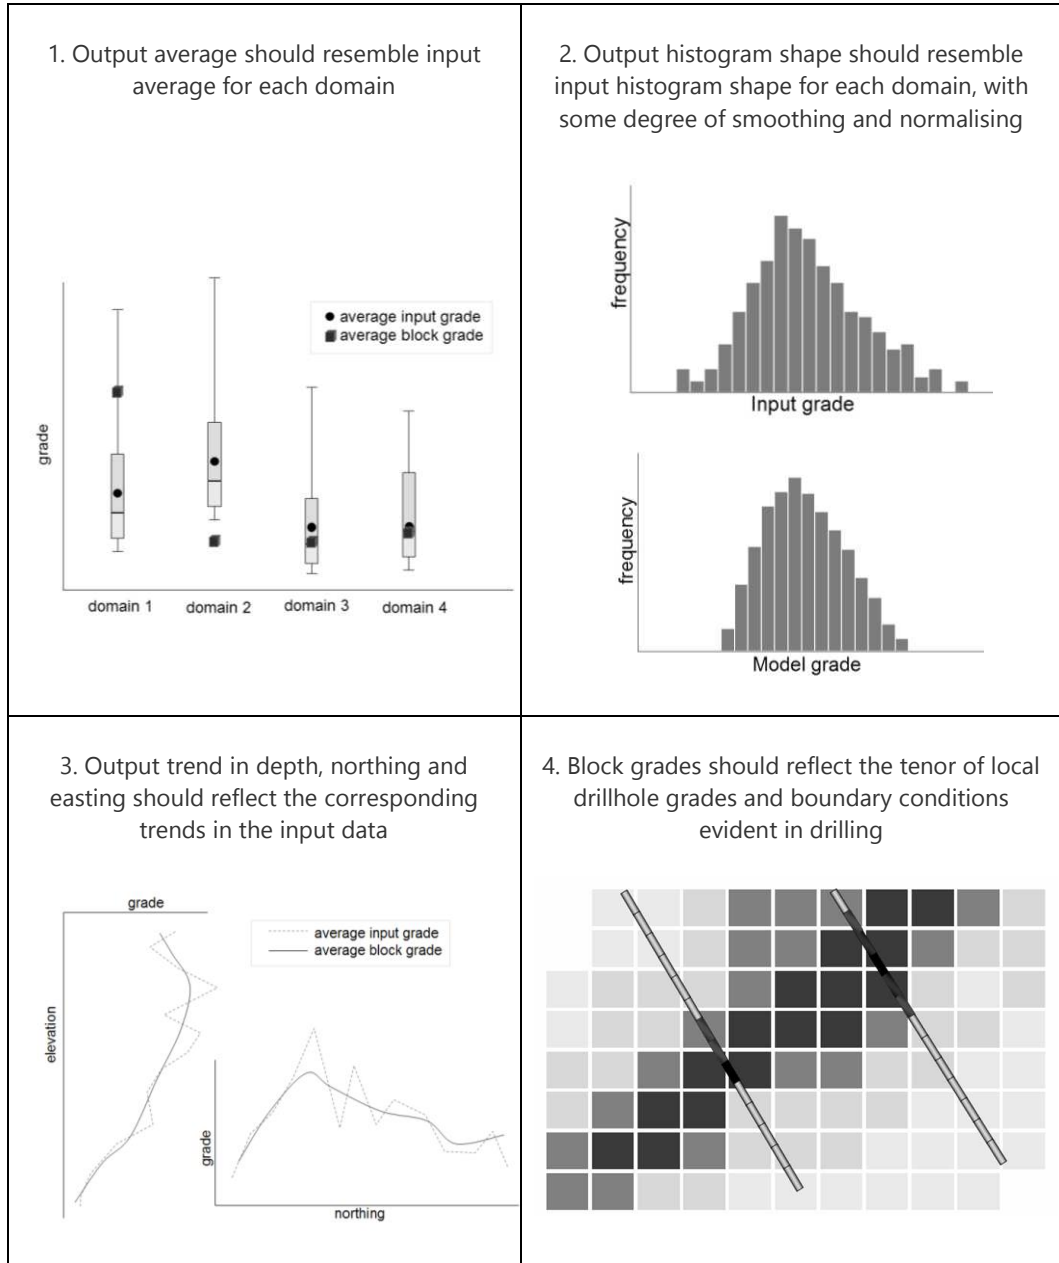 1. Output average should resemble input
average for each domain
average input grade
average block grade
grade
domain 1
domain 2
domain 3
domain 4
2. Output histogram shape should resemble
input histogram shape for each domain, with
some degree of smoothing and normalising
frequency
Input grade
frequency
Model grade
3. Output trend in depth, northing and
easting should reflect the corresponding
trends in the input data
grade
average input grade
average block grade
elevation
grade
northing
4. Block grades should reflect the tenor of local
drillhole grades and boundary conditions
evident in drilling